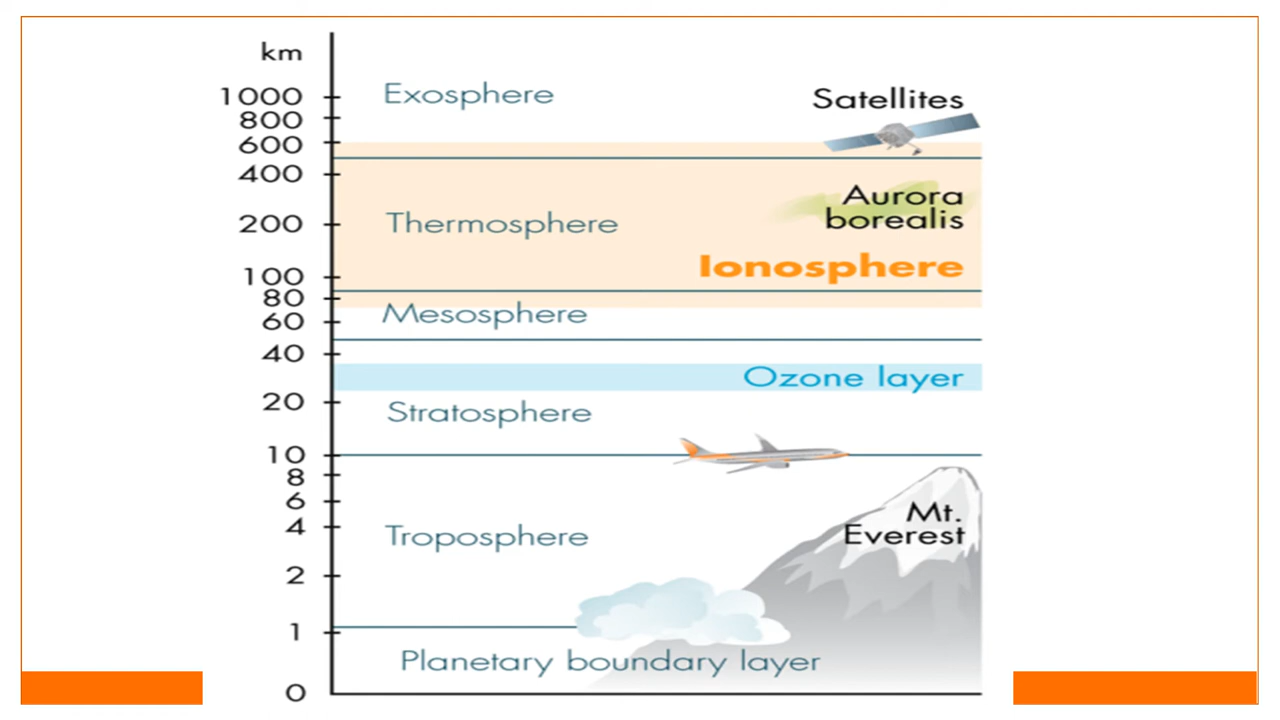 km
1000 Exosphere Satellites
800
600
400
Aurora
200 Thermosphere borealis
100 Ionosphere
80
60 Mesosphere
40
Ozone layer
20 Stratosphere
10
8
6 Mt.
4 Troposphere Everest
2
1
Planetary boundary layer
0